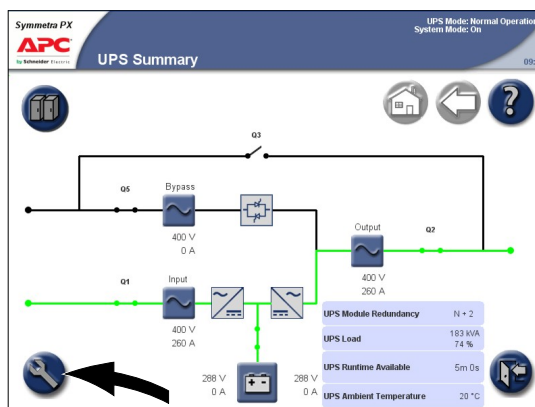 Symmetra PX
APC
by Schneider Electric
UPS Summary
UPS Mode: Normal Operation
System Mode: On
09:
?
Q3
Q5
Bypass
400 V
0 A
Output
Q2
400 V
260 A
Q1
Input
400 V
260 A
288 V
0 A
288 V
0 A
UPS Module Redundancy N + 2
UPS Load 183 kVA
74 %
UPS Runtime Available 5m 0s
UPS Ambient Temperature 20 °C